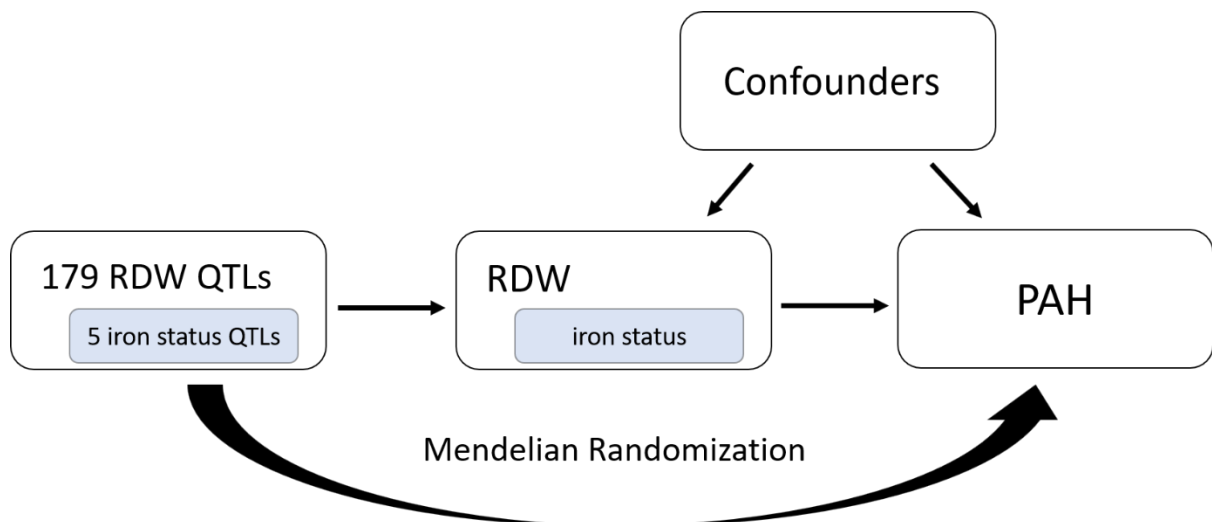 Confounders
179 RDW QTLs
5 iron status QTLs
RDW
iron status
PAH
Mendelian Randomization